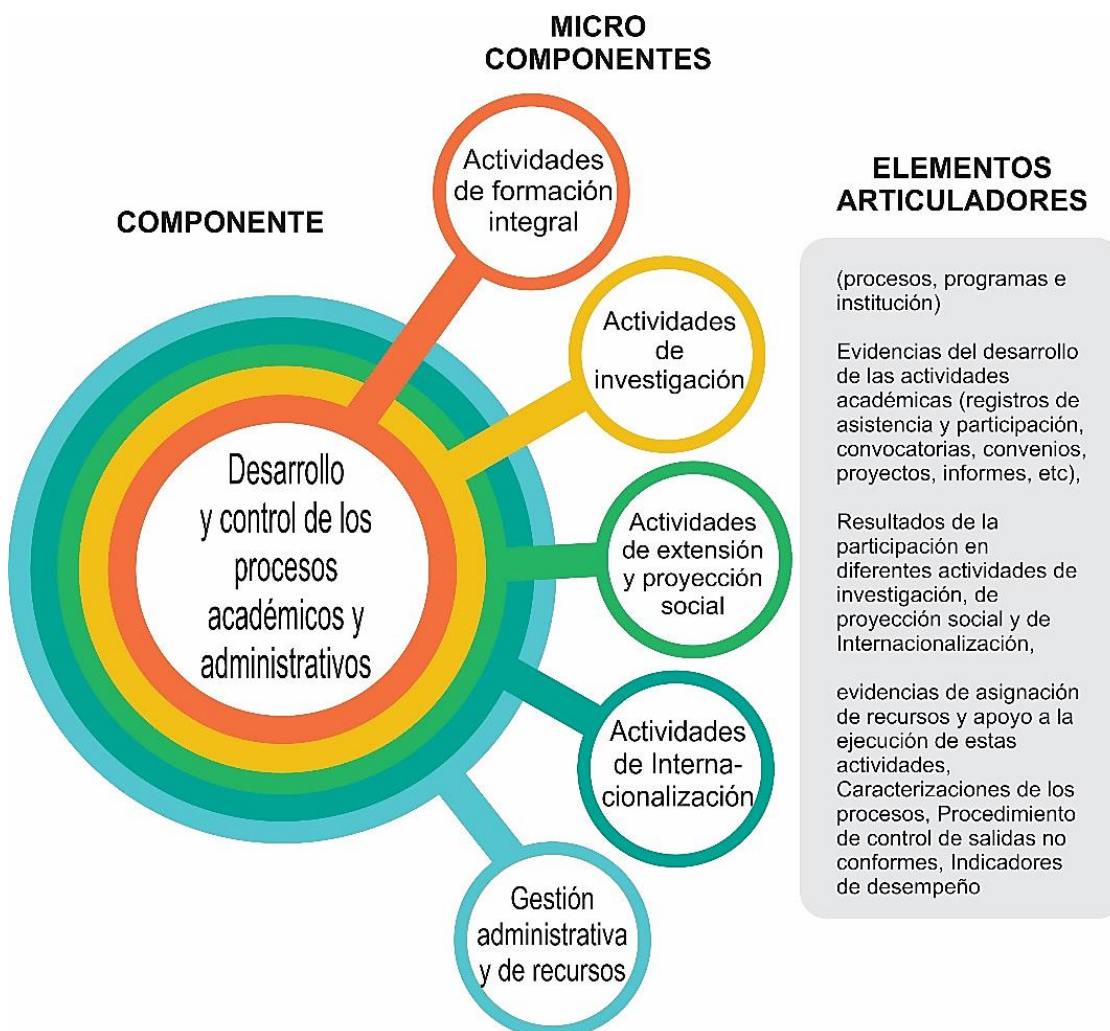 MICRO
COMPONENTES
COMPONENTE
ELEMENTOS
ARTICULADORES
Desarrollo
y control de los
procesos
académicos y
administrativos
Actividades
de formación
integral
Actividades
de
investigación
Actividades
de extensión
y proyección
social
Actividades
de Interna-
cionalización
Gestión
administrativa
y de recursos
(procesos, programas e
institución)
Evidencias del desarrollo
de las actividades
académicas (registros de
asistencia y participación,
convocatorias, convenios,
proyectos, informes, etc),
Resultados de la
participación en
diferentes actividades de
investigación, de
proyección social y de
Internacionalización,
evidencias de asignación
de recursos y apoyo a la
ejecución de estas
actividades,
Caracterizaciones de los
procesos, Procedimiento
de control de salidas no
conformes, Indicadores
de desempeño